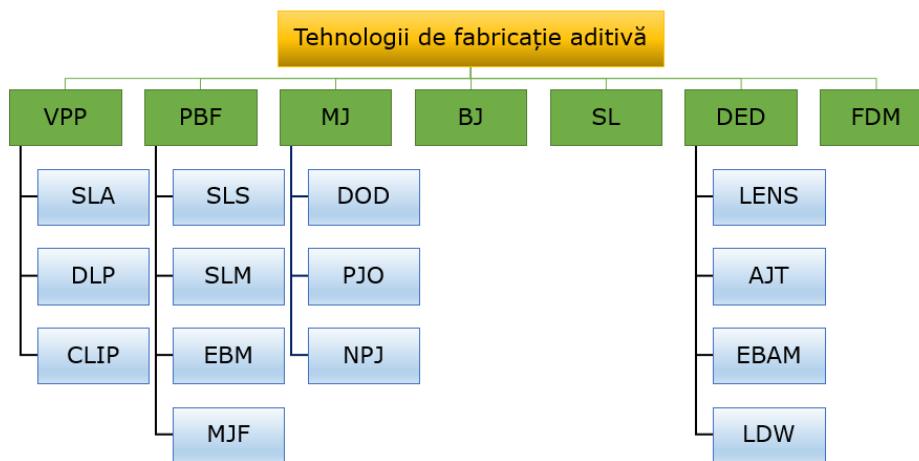 Tehnologii de fabricație aditivă
VPP
PBF
MJ
BJ
SL
DED
FDM
SLA
SLS
DOD
LENS
DLP
SLM
PJO
AJT
CLIP
EBM
NPJ
EBAM
MJF
LDW